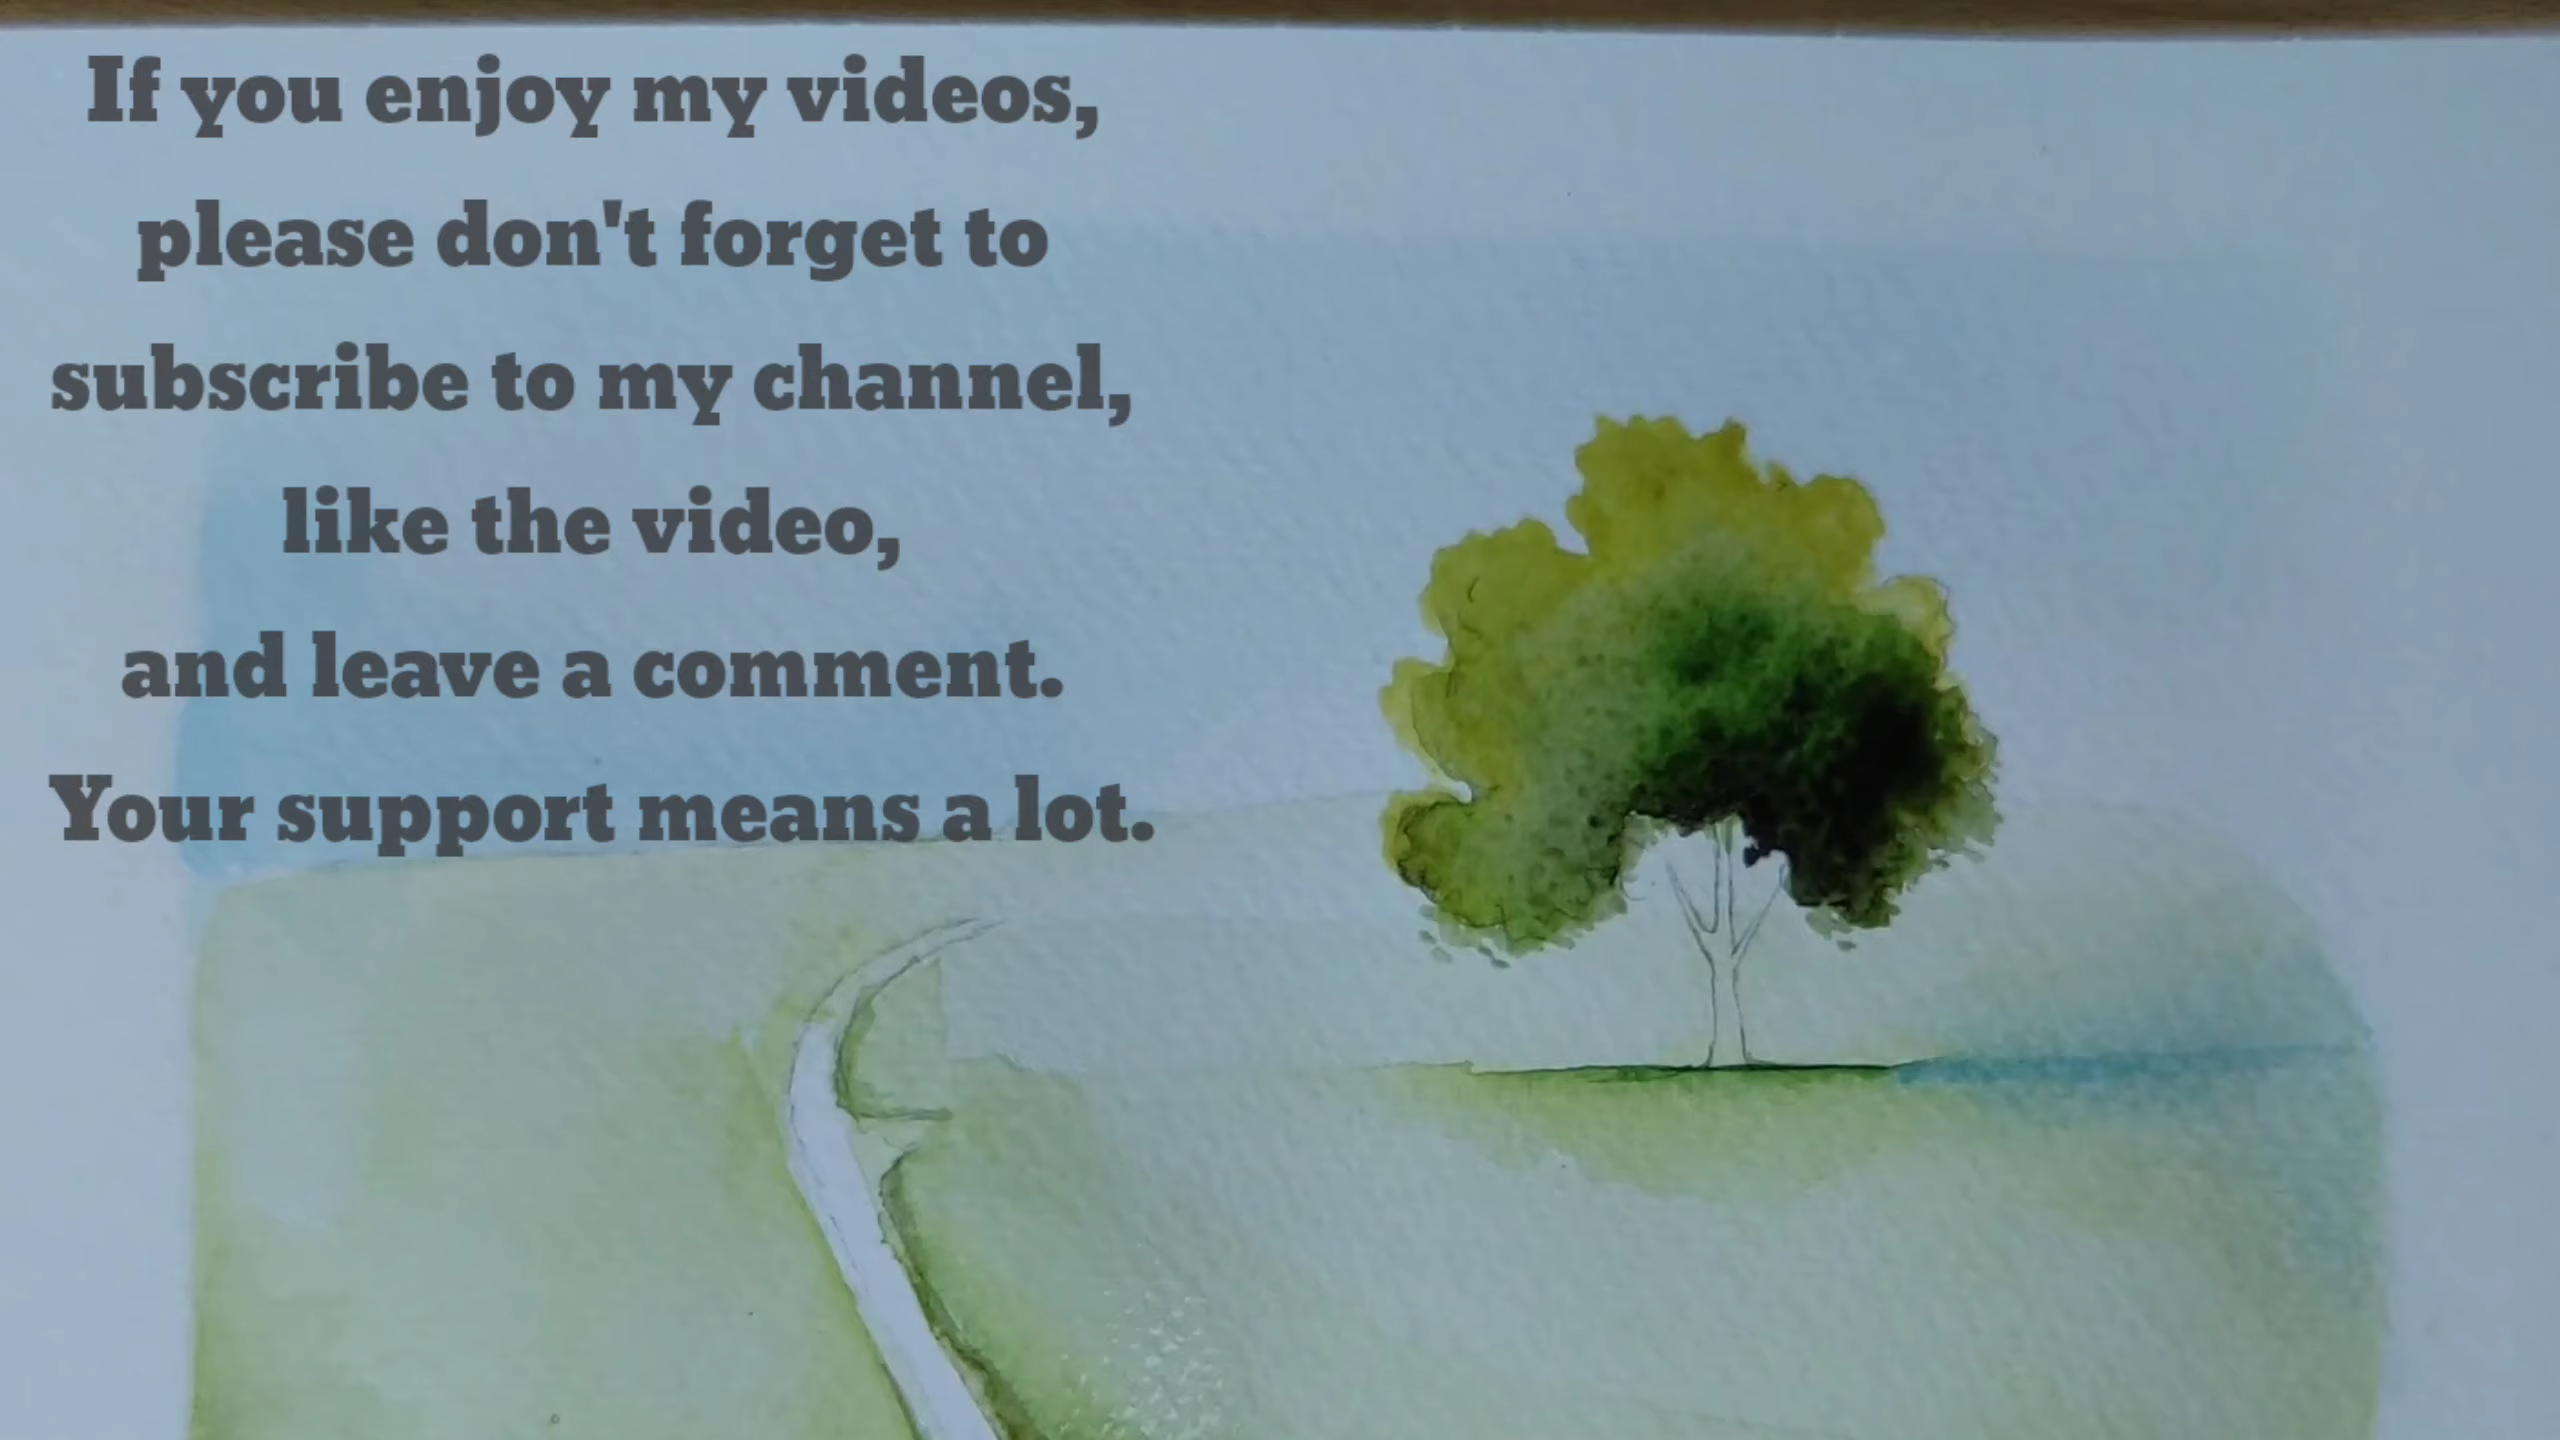 If you enjoy my videos,
please don't forget to
subscribe to my channel,
like the video,
and leave a comment.
Your support means a lot.